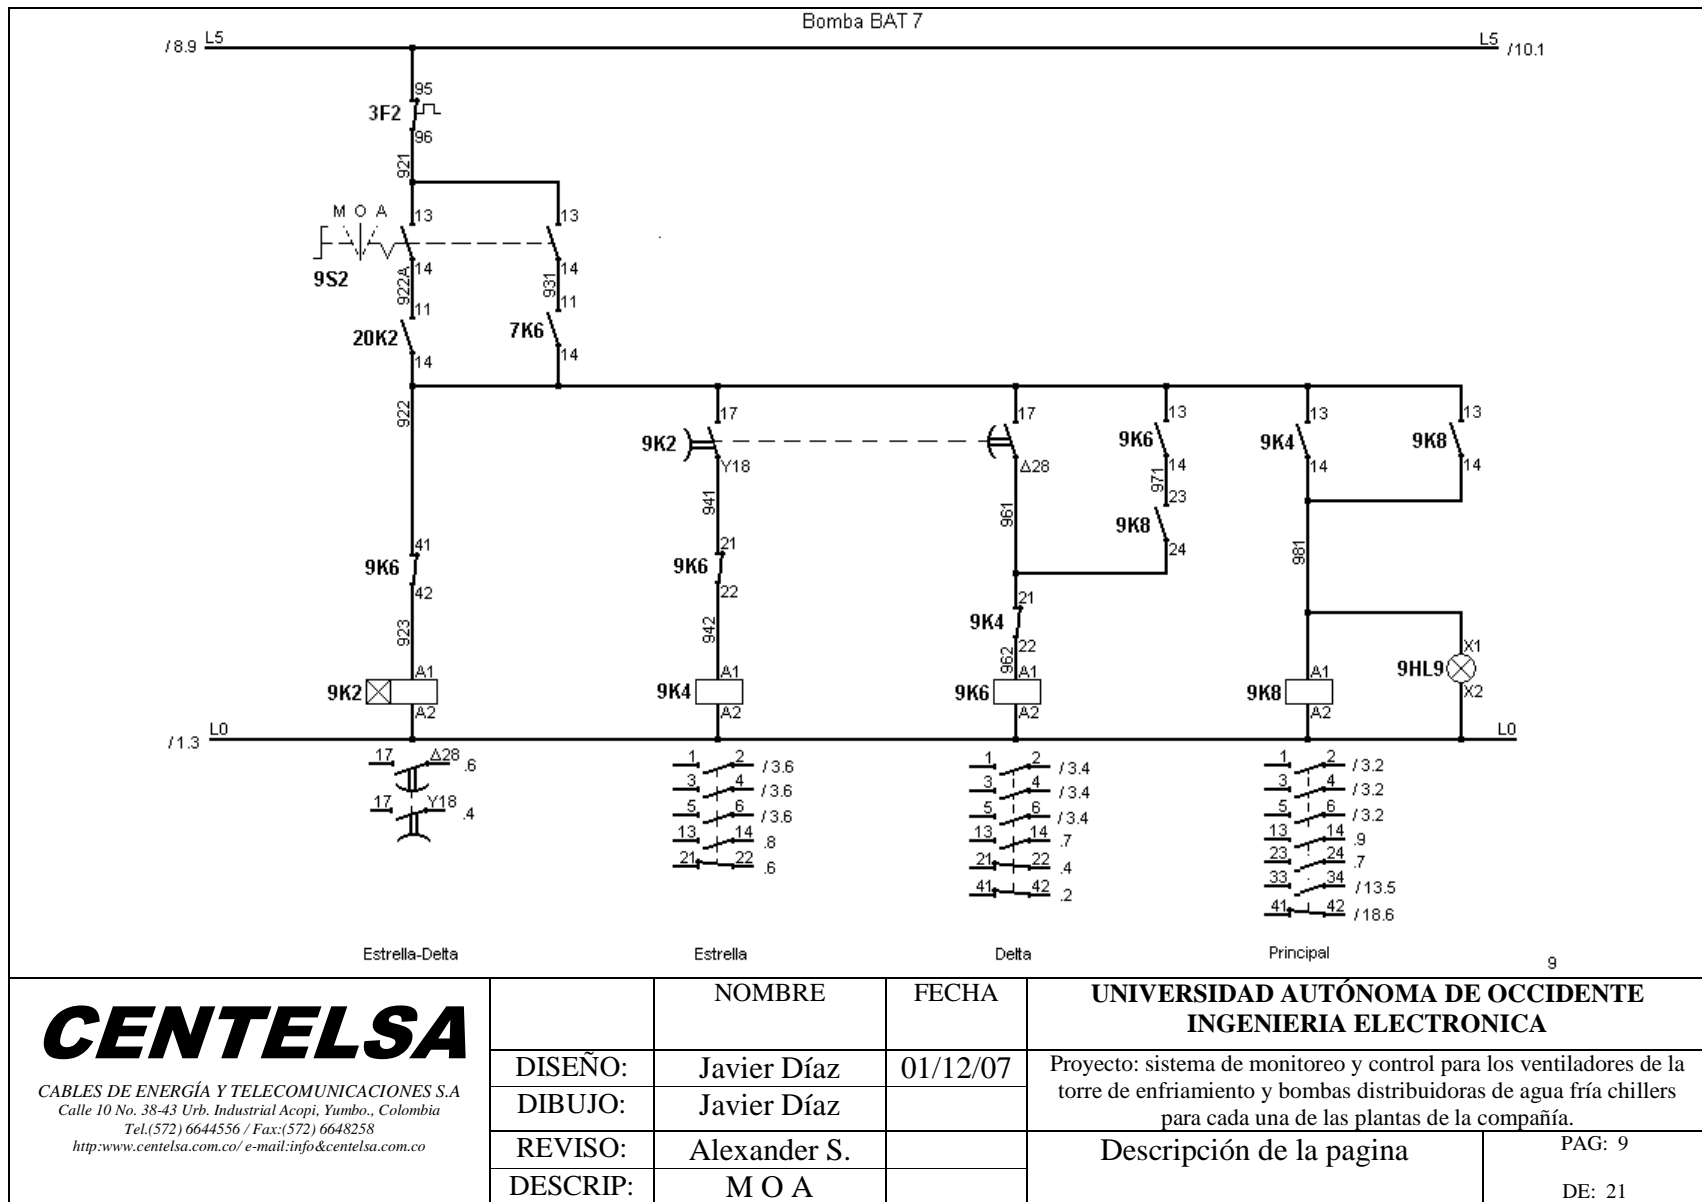 Bomba BAT 7
/8.9 L5
L5 /10.1
95
3F2
96
921
M O A
13
13
9S2
14
14
922A
931
11
11
20K2
7K6
14
14
922
17
17
13
13
13
9K2
9K6
9K4
9K8
Y18
Δ28
14
14
14
941
961
971
23
9K8
24
981
41
21
9K6
9K6
42
22
21
9K4
22
923
942
962
X1
9HL9
X2
A1
A1
A1
A1
9K2
9K4
9K6
9K8
A2
A2
A2
A2
/1.3 L0
L0
17 Δ28 .6
17 Y18 .4
1 2 /3.6
3 4 /3.6
5 6 /3.6
13 14 .8
21 22 .6
1 2 /3.4
3 4 /3.4
5 6 /3.4
13 14 .7
21 22 .4
41 42 .2
1 2 /3.2
3 4 /3.2
5 6 /3.2
13 14 .9
23 24 .7
33 34 /13.5
41 42 /18.6
Estrella-Delta
Estrella
Delta
Principal
9
CENTELSA
CABLES DE ENERGÍA Y TELECOMUNICACIONES S.A
Calle 10 No. 38-43 Urb. Industrial Acopi, Yumbo., Colombia
Tel.(572) 6644556 / Fax:(572) 6648258
http:www.centelsa.com.co/ e-mail:info&centelsa.com.co
NOMBRE
FECHA
DISEÑO:
Javier Díaz
01/12/07
DIBUJO:
Javier Díaz
REVISO:
Alexander S.
DESCRIP:
M O A
UNIVERSIDAD AUTÓNOMA DE OCCIDENTE
INGENIERIA ELECTRONICA
Proyecto: sistema de monitoreo y control para los ventiladores de la
torre de enfriamiento y bombas distribuidoras de agua fría chillers
para cada una de las plantas de la compañía.
Descripción de la pagina
PAG: 9
DE: 21